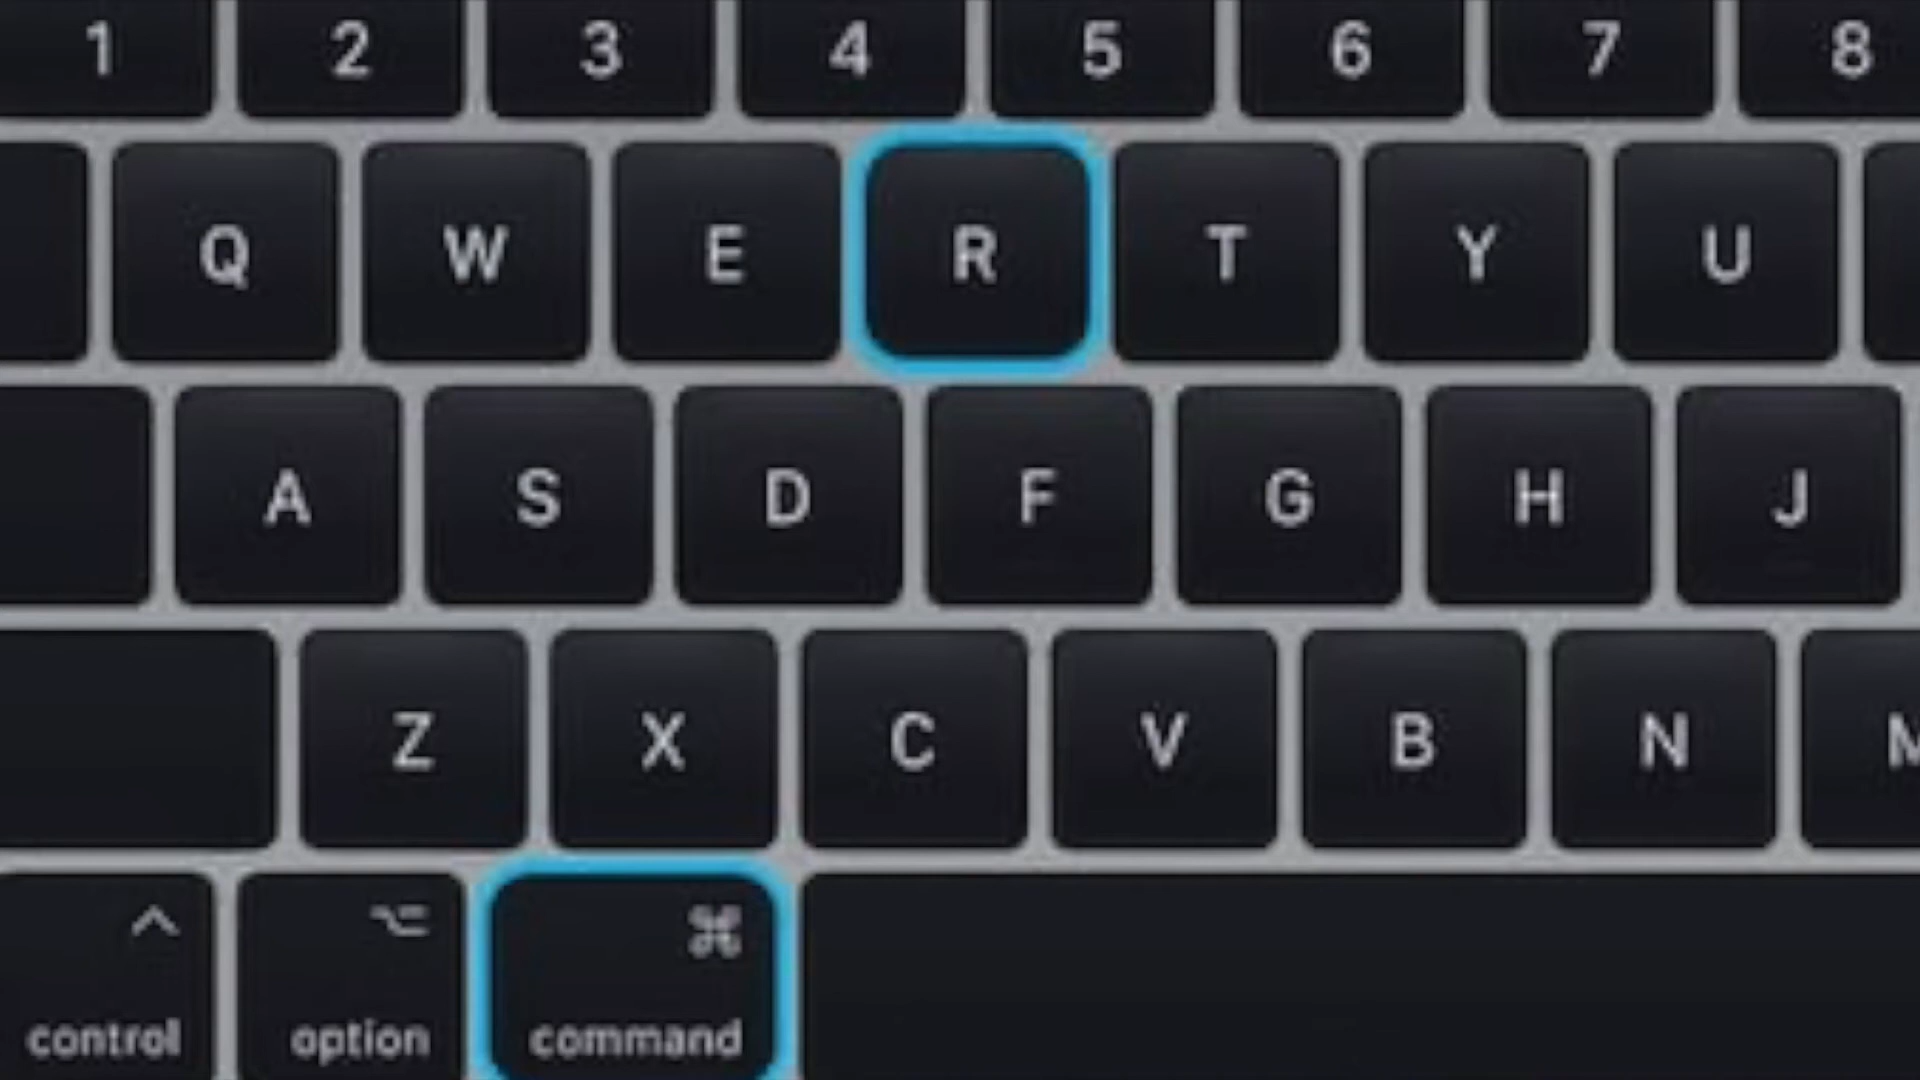 1 2 3 4 5 6 7 8
Q W E R T Y U
A S D F G H J
Z X C V B N M
^ ⌥ ⌘
control option command